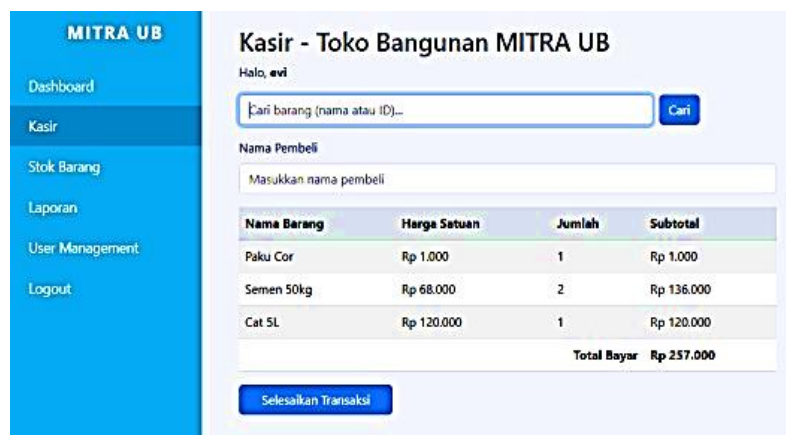 MITRA UB
Dashboard
Kasir
Stok Barang
Laporan
User Management
Logout
Kasir - Toko Bangunan MITRA UB
Halo, evi
Cari barang (nama atau ID)...
Cari
Nama Pembeli
Masukkan nama pembeli
Nama Barang Harga Satuan Jumlah Subtotal
Paku Cor Rp 1.000 1 Rp 1.000
Semen 50kg Rp 68.000 2 Rp 136.000
Cat 5L Rp 120.000 1 Rp 120.000
Total Bayar Rp 257.000
Selesaikan Transaksi